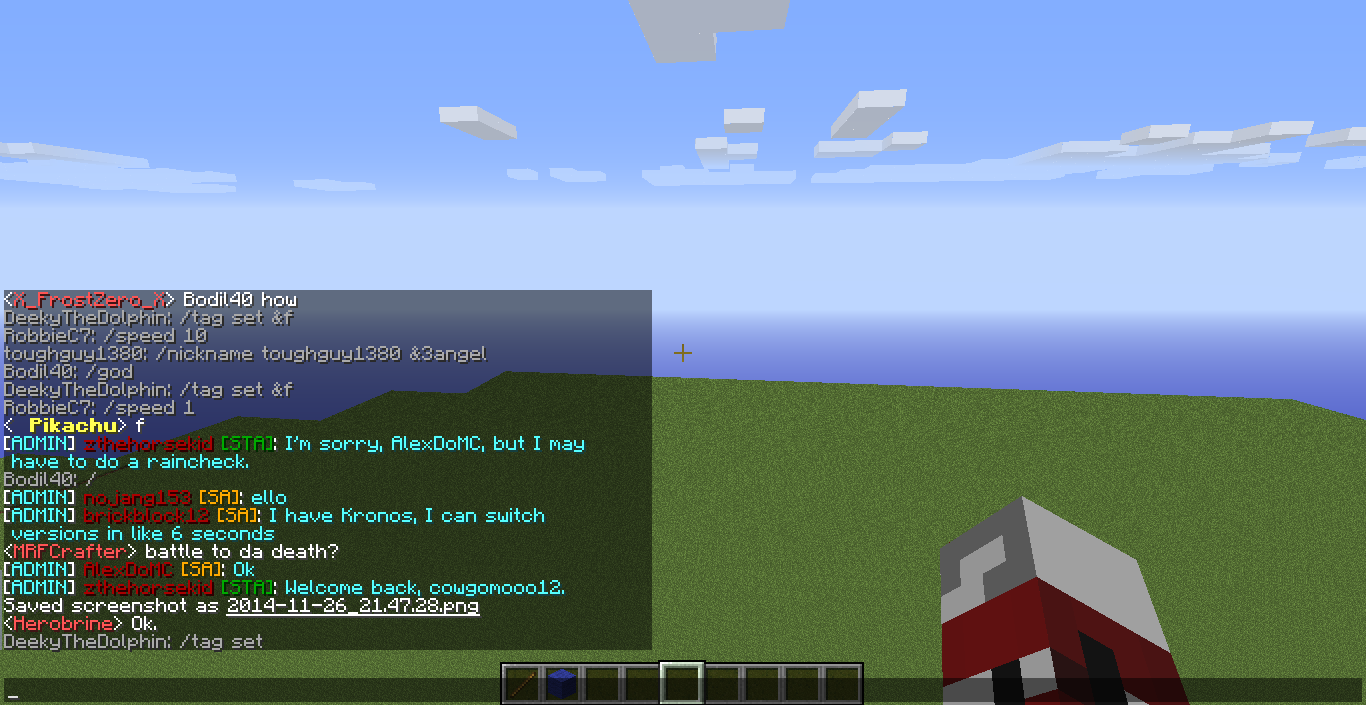 <X_FrostZero_X> Bodil40 how
DeekyTheDolphin: /tag set &f
RobbieC7: /speed 10
toughguy1380: /nickname toughguy1380 &3angel
Bodil40: /god
DeekyTheDolphin: /tag set &f
RobbieC7: /speed 1
< Pikachu> f
[ADMIN] zthehorsekid [STA]: I'm sorry, AlexDoMC, but I may
have to do a raincheck.
Bodil40: /
[ADMIN] nojang153 [SA]: ello
[ADMIN] brickblock12 [SA]: I have Kronos, I can switch
versions in like 6 seconds
<MRFCrafter> battle to da death?
[ADMIN] AlexDoMC [SA]: Ok
[ADMIN] zthehorsekid [STA]: Welcome back, cowgomooo12.
Saved screenshot as 2014-11-26_21.47.28.png
<Herobrine> Ok.
DeekyTheDolphin: /tag set
_